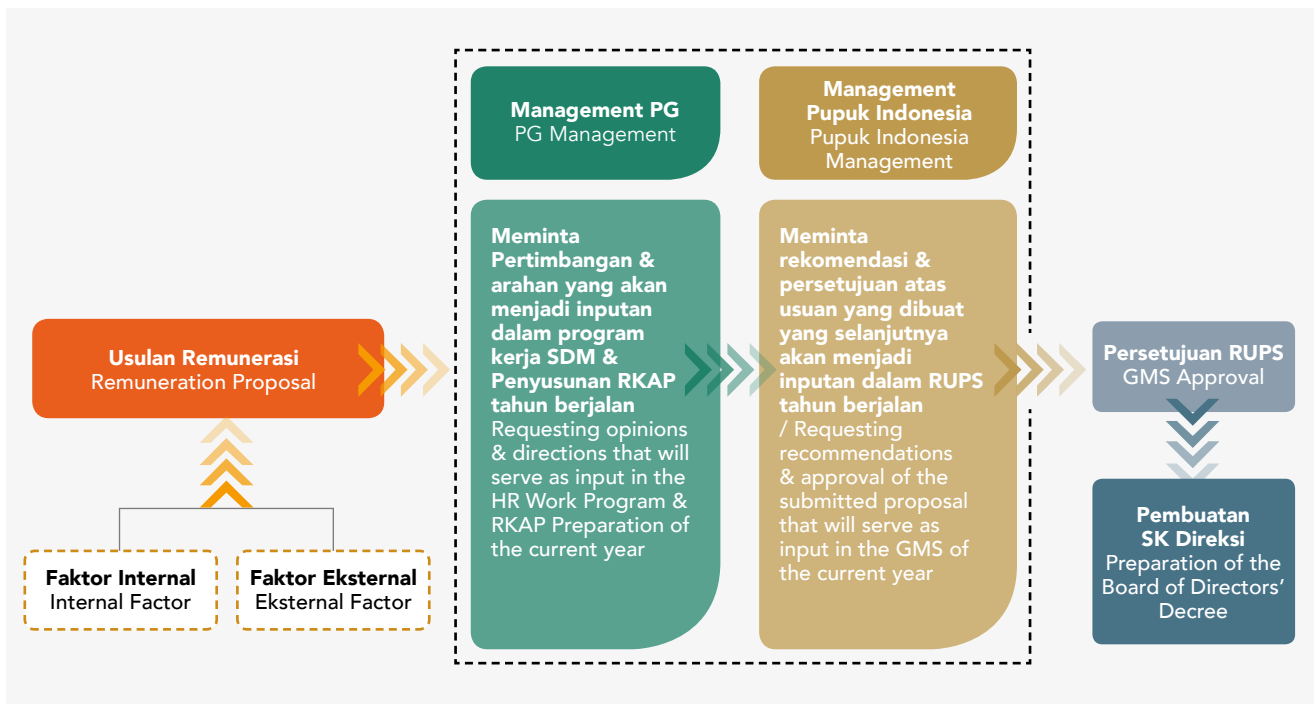 Usulan Remunerasi
Remuneration Proposal
Faktor Internal
Internal Factor
Faktor Eksternal
Eksternal Factor
Management PG
PG Management
Meminta
Pertimbangan &
arahan yang akan
menjadi inputan
dalam program
kerja SDM &
Penyusunan RKAP
tahun berjalan
Requesting opinions
& directions that will
serve as input in the
HR Work Program &
RKAP Preparation of
the current year
Management
Pupuk Indonesia
Pupuk Indonesia
Management
Meminta
rekomendasi &
persetujuan atas
usuan yang dibuat
yang selanjutnya
akan menjadi
inputan dalam RUPS
tahun berjalan
/ Requesting
recommendations
& approval of the
submitted proposal
that will serve as
input in the GMS of
the current year
Persetujuan RUPS
GMS Approval
Pembuatan
SK Direksi
Preparation of the
Board of Directors’
Decree